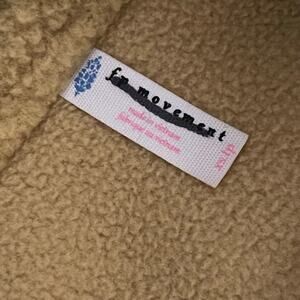 fp movement
made in vietnam
fabriqué au vietnam